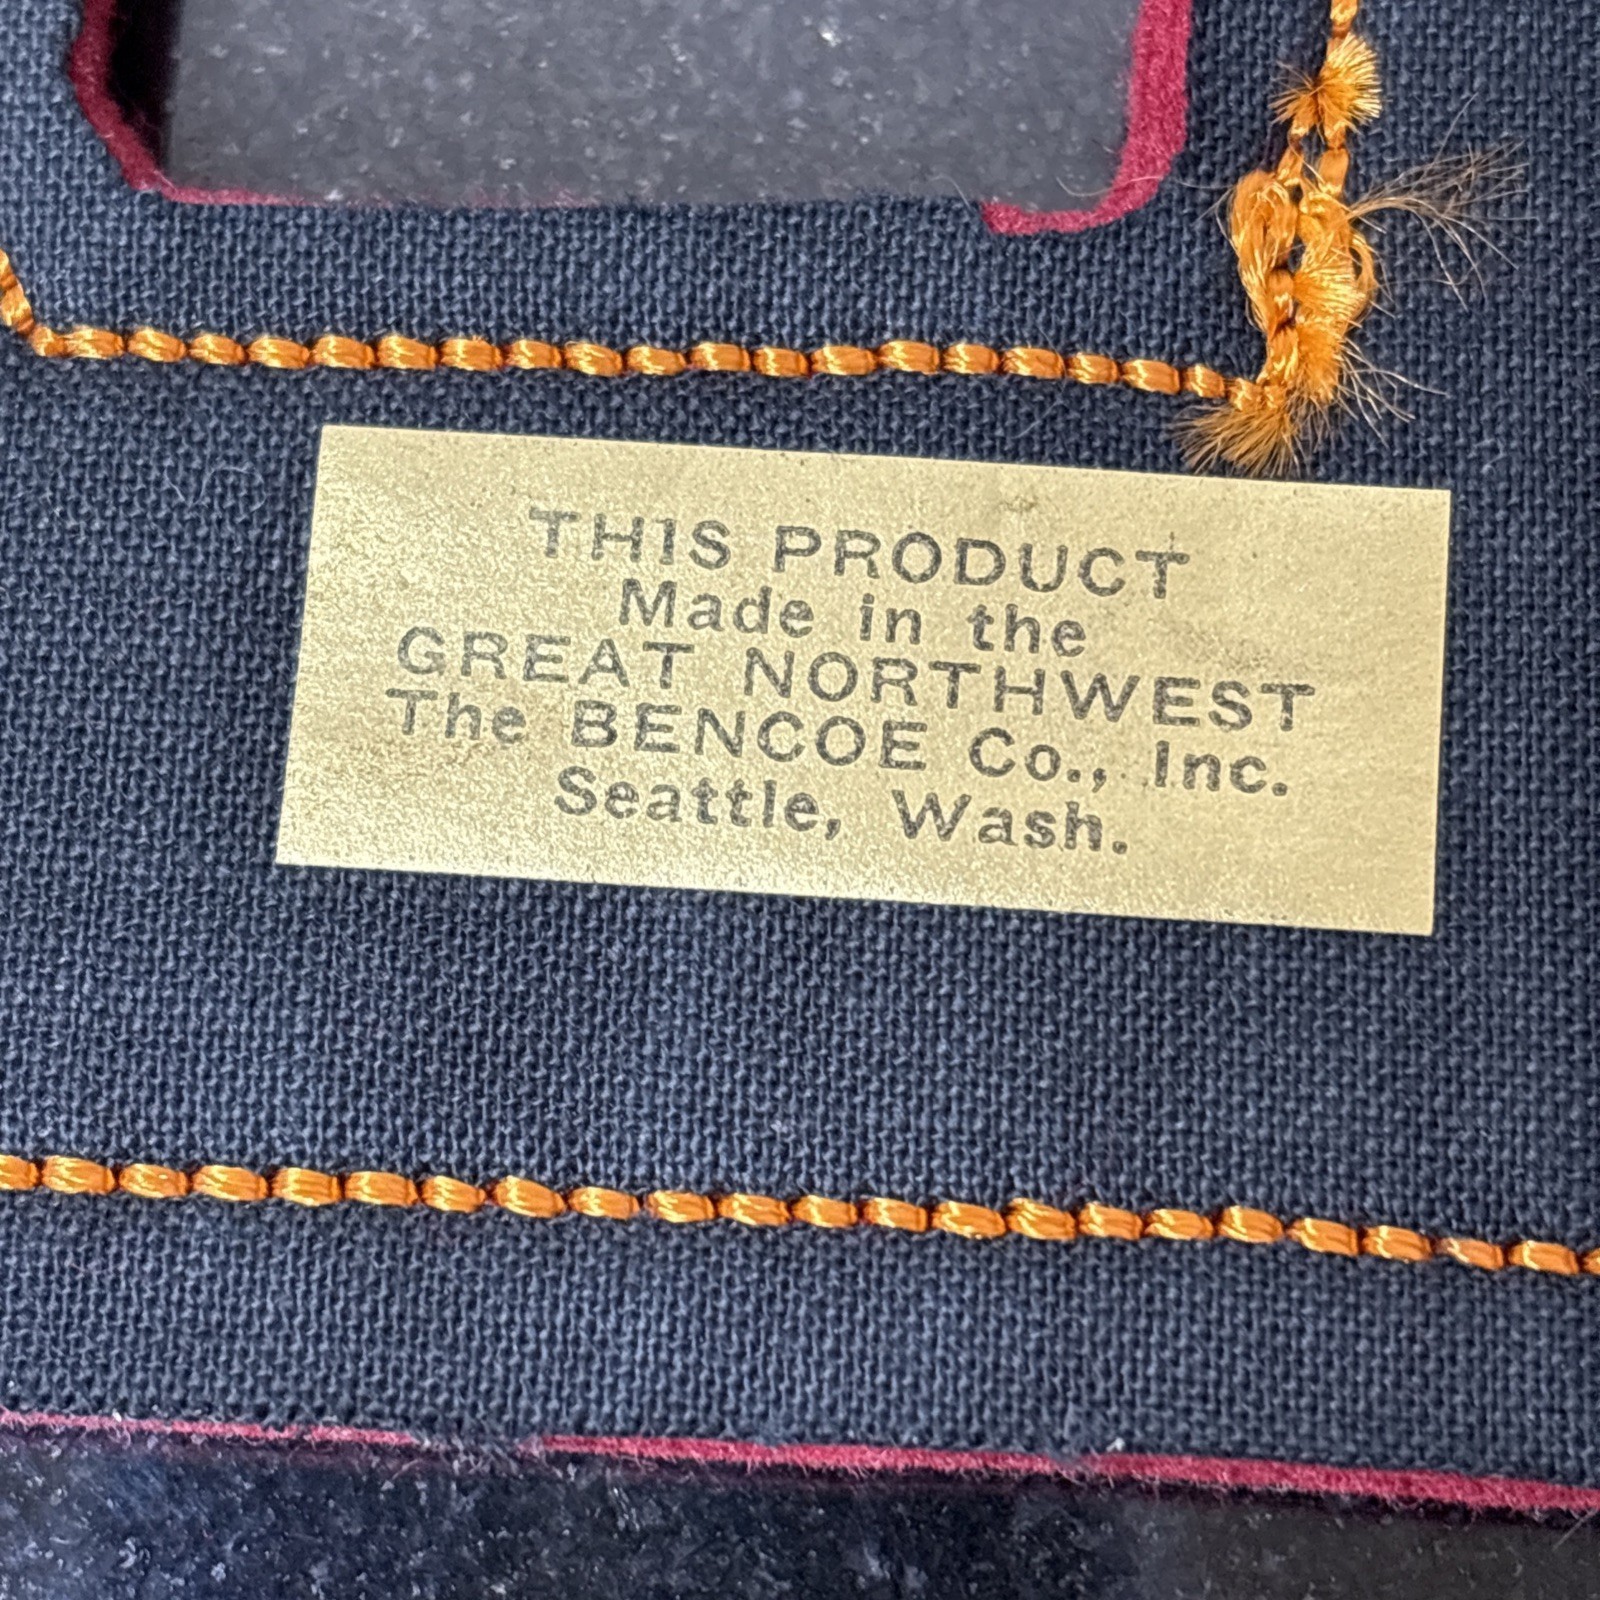 THIS PRODUCT
Made in the
GREAT NORTHWEST
The BENCOE Co., Inc.
Seattle, Wash.